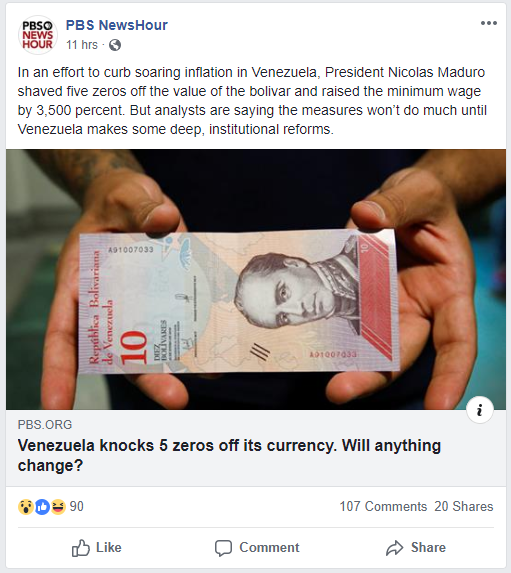 PBS
NEWS
HOUR
PBS NewsHour
11 hrs ·
In an effort to curb soaring inflation in Venezuela, President Nicolas Maduro
shaved five zeros off the value of the bolivar and raised the minimum wage
by 3,500 percent. But analysts are saying the measures won't do much until
Venezuela makes some deep, institutional reforms.
A91007033
República Bolivariana
de Venezuela
10
DIEZ
BOLÍVARES
10
A91007033
i
PBS.ORG
Venezuela knocks 5 zeros off its currency. Will anything
change?
90
107 Comments 20 Shares
Like
Comment
Share